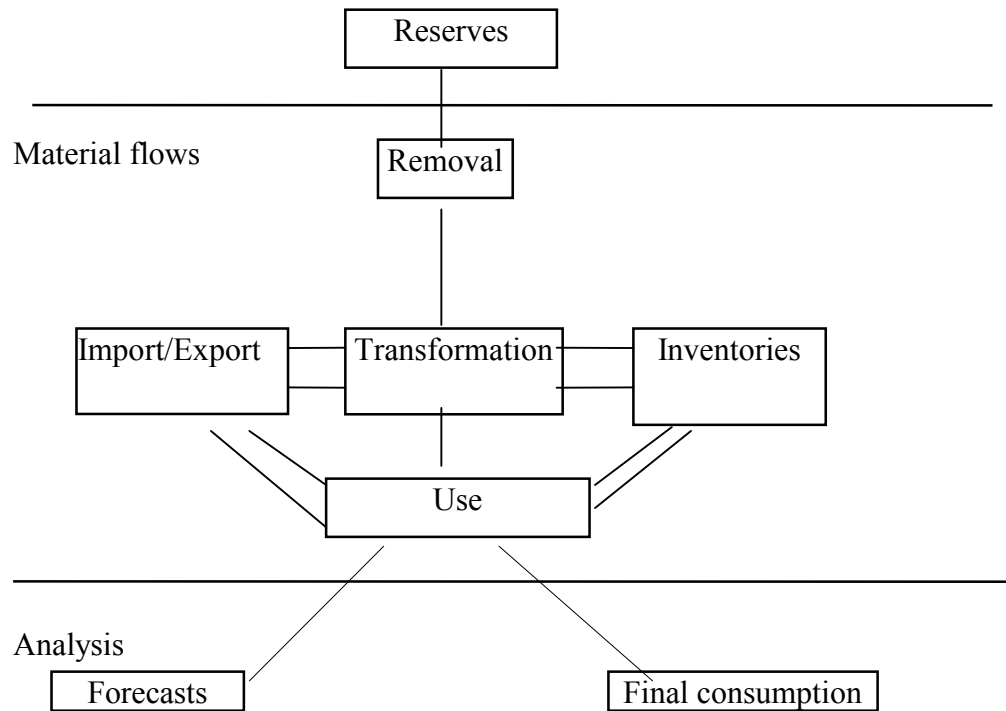 Reserves
Material flows
Removal
Import/Export
Transformation
Inventories
Use
Analysis
Forecasts
Final consumption